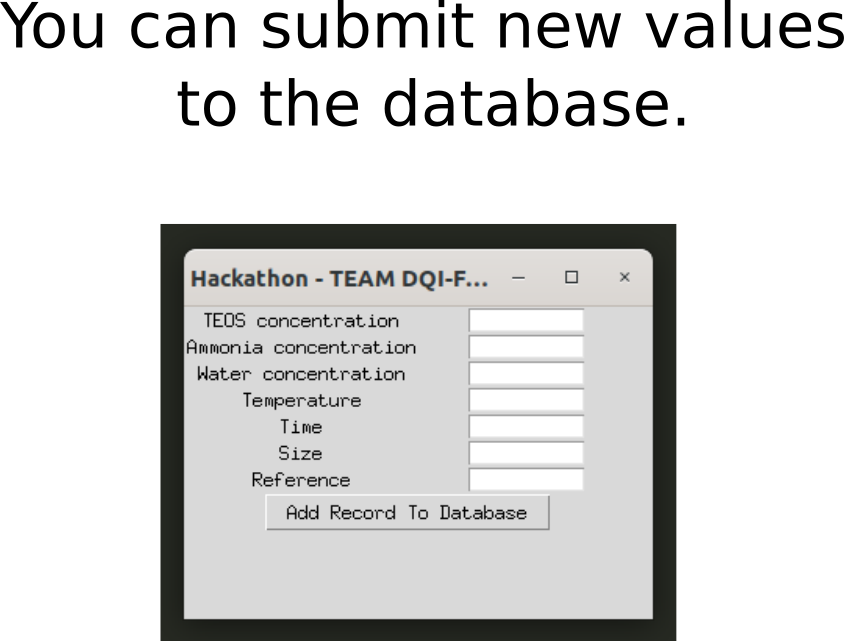 You can submit new values
to the database.
Hackathon - TEAM DQI-F...
TEOS concentration
Ammonia concentration
Water concentration
Temperature
Time
Size
Reference
Add Record To Database